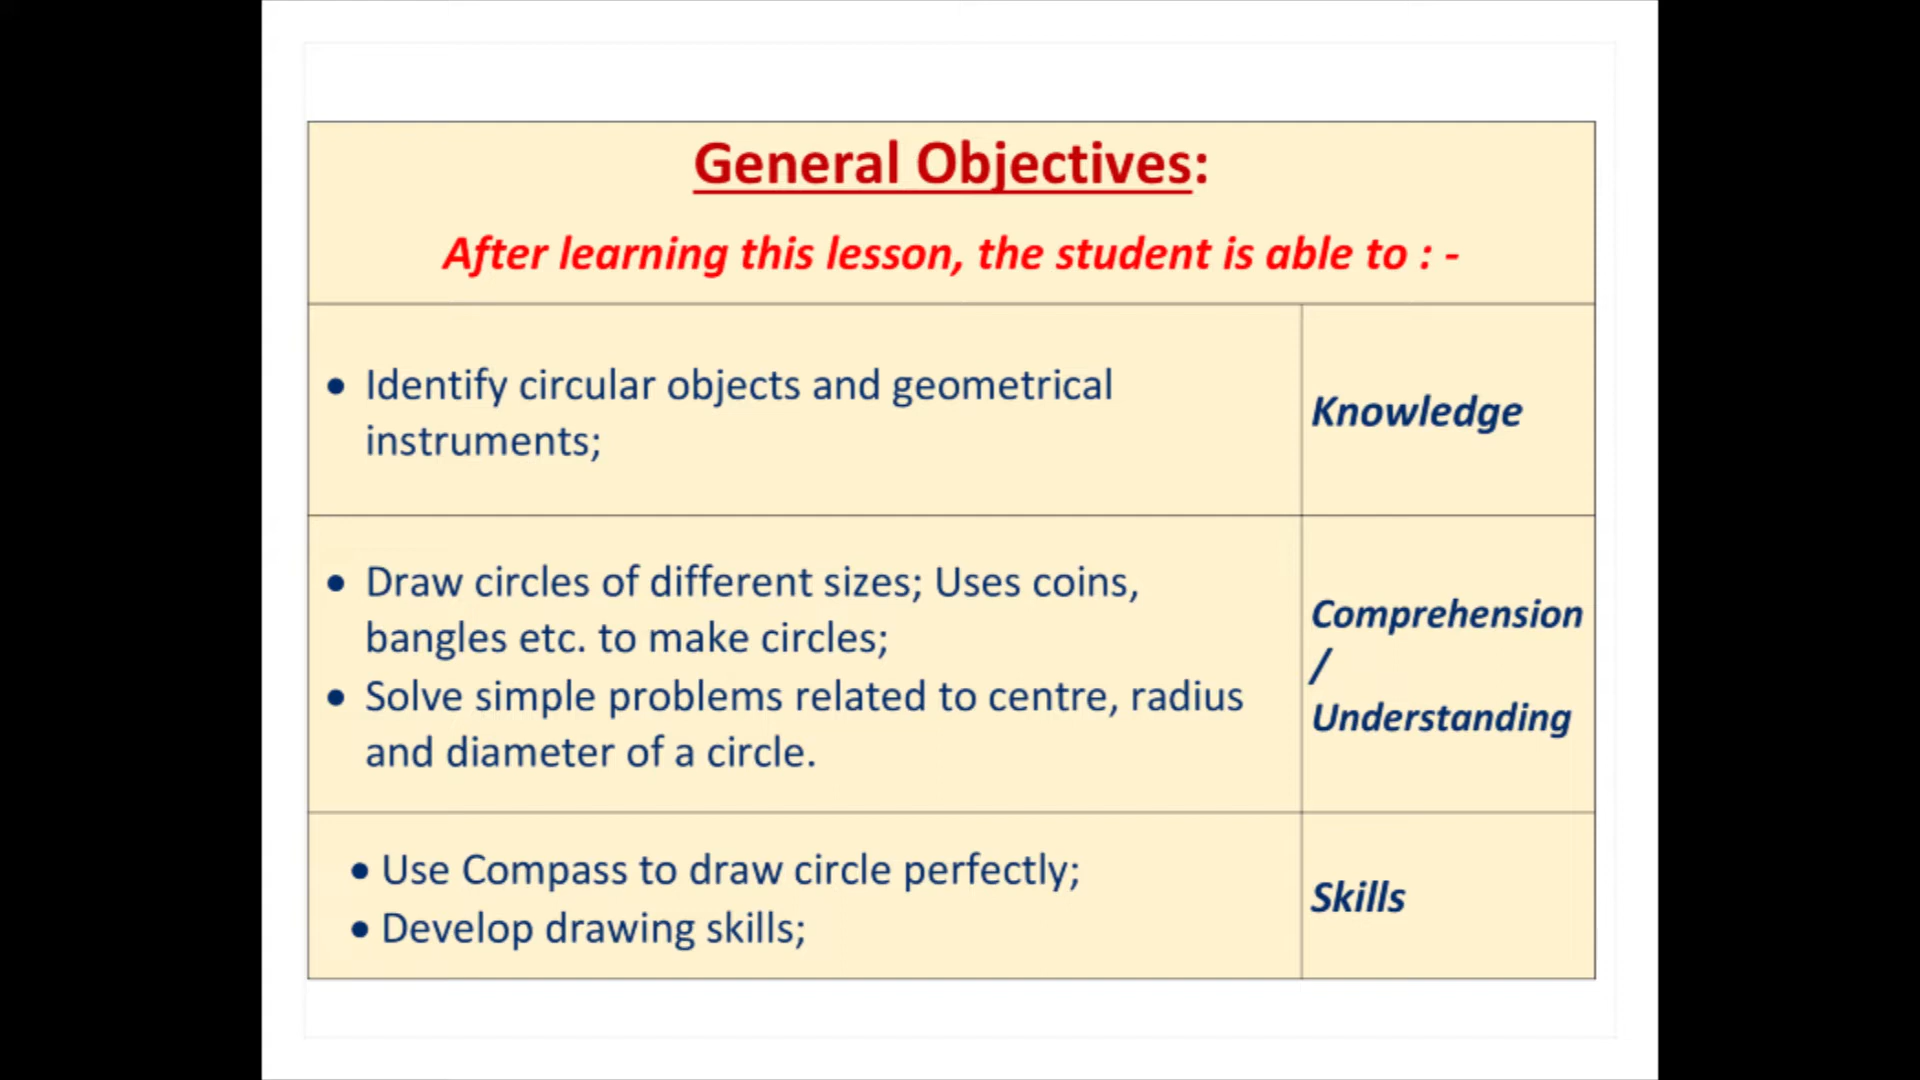 General Objectives:
After learning this lesson, the student is able to : -
• Identify circular objects and geometrical
instruments;
Knowledge
• Draw circles of different sizes; Uses coins,
bangles etc. to make circles;
• Solve simple problems related to centre, radius
and diameter of a circle.
Comprehension
/
Understanding
• Use Compass to draw circle perfectly;
• Develop drawing skills;
Skills